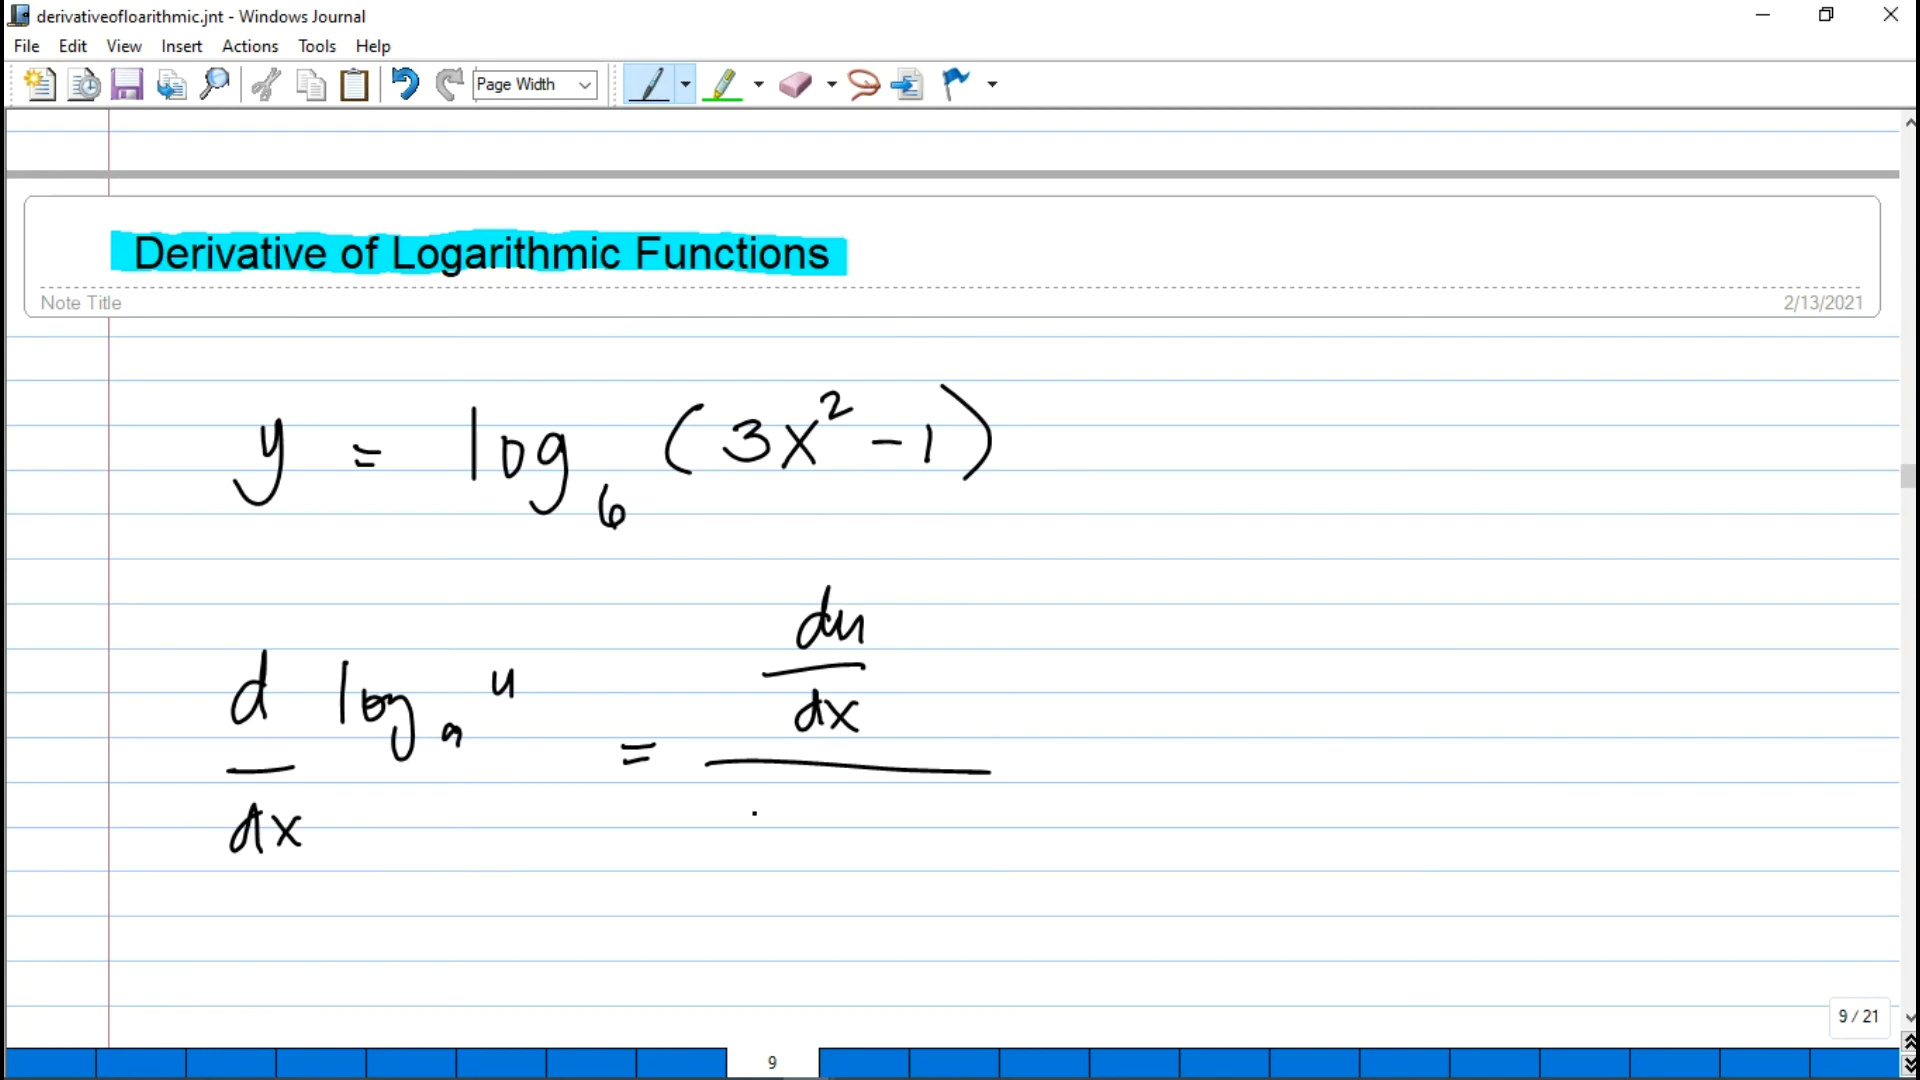 derivativeofloarithmic.jnt - Windows Journal
File Edit View Insert Actions Tools Help
Page Width
Derivative of Logarithmic Functions
Note Title 2/13/2021
y = log₆ (3x² - 1)
d/dx logₐ u = du/dx
9 / 21
9